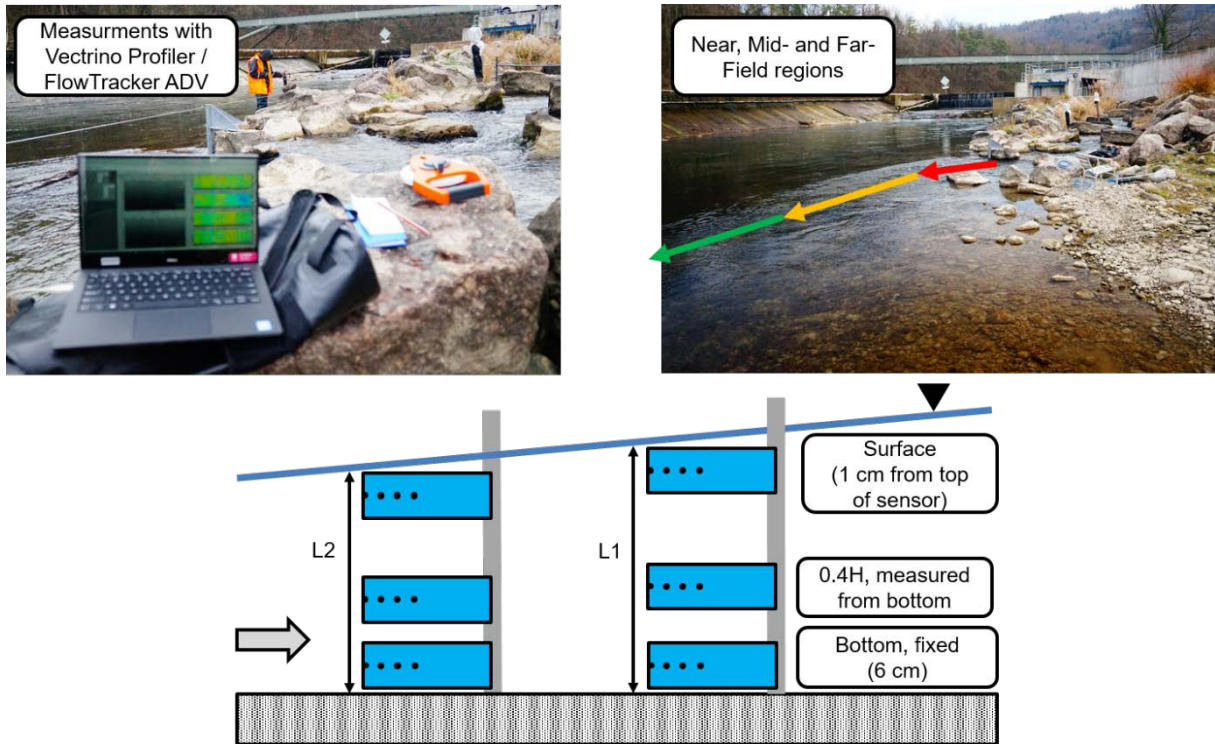 Measurments with
Vectrino Profiler /
FlowTracker ADV
Near, Mid- and Far-
Field regions
Surface
(1 cm from top
of sensor)
L2
L1
0.4H, measured
from bottom
Bottom, fixed
(6 cm)